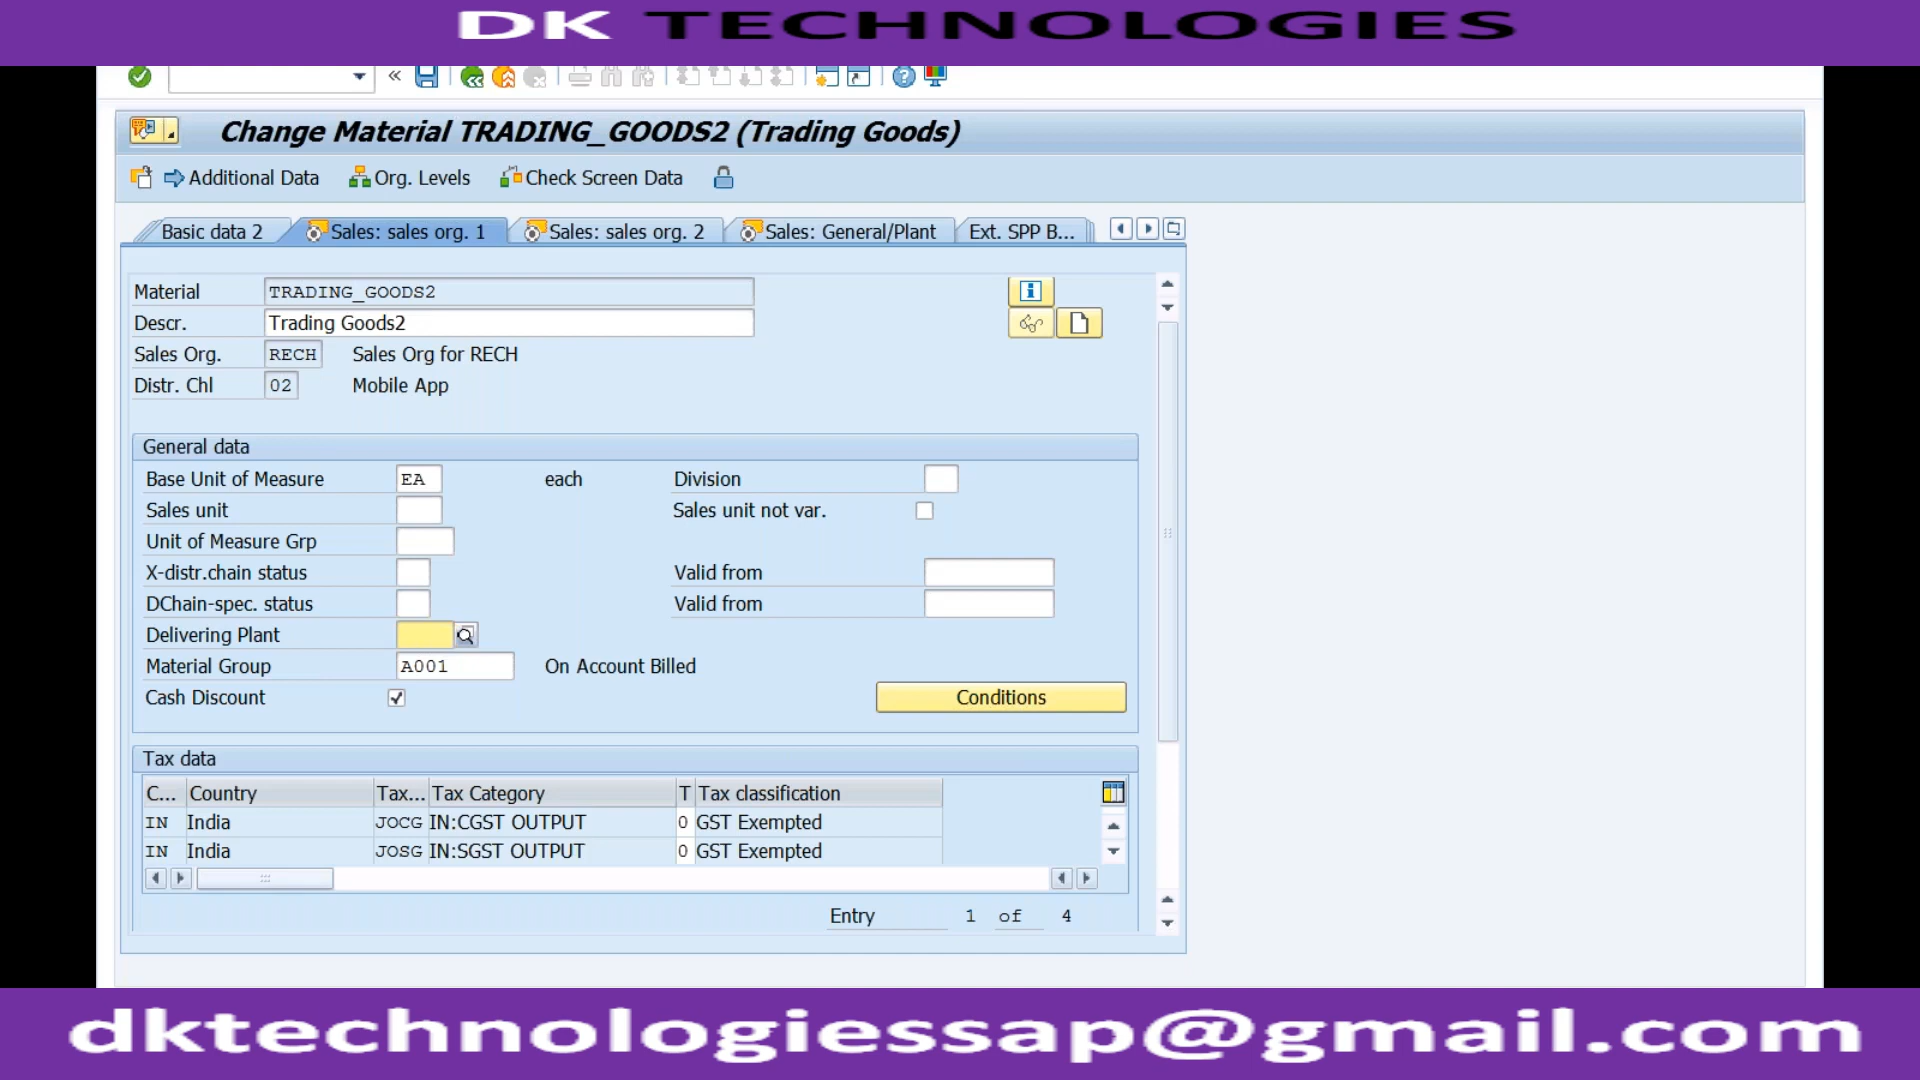 DK TECHNOLOGIES
Change Material TRADING_GOODS2 (Trading Goods)
Additional Data Org. Levels Check Screen Data
Basic data 2 Sales: sales org. 1 Sales: sales org. 2 Sales: General/Plant Ext. SPP B...
Material TRADING_GOODS2
Descr. Trading Goods2
Sales Org. RECH Sales Org for RECH
Distr. Chl 02 Mobile App
General data
Base Unit of Measure EA each Division
Sales unit Sales unit not var.
Unit of Measure Grp
X-distr.chain status Valid from
DChain-spec. status Valid from
Delivering Plant
Material Group A001 On Account Billed
Cash Discount Conditions
Tax data
C... Country Tax... Tax Category T Tax classification
IN India JOCG IN:CGST OUTPUT 0 GST Exempted
IN India JOSG IN:SGST OUTPUT 0 GST Exempted
Entry 1 of 4
dktechnologiessap@gmail.com